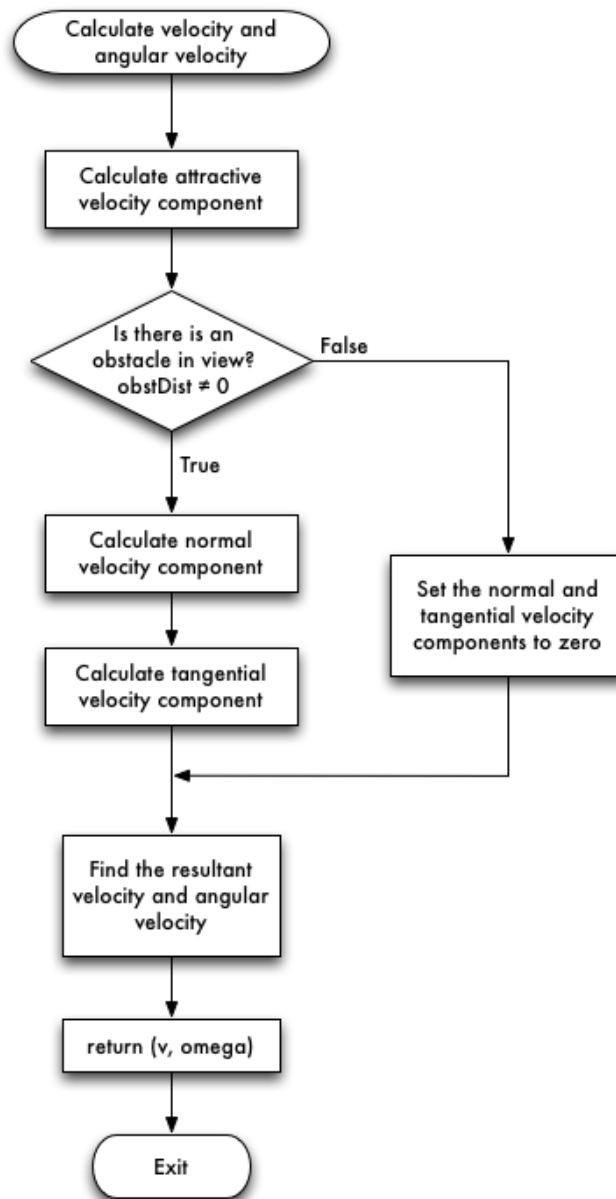 Calculate velocity and
angular velocity
Calculate attractive
velocity component
Is there is an
obstacle in view?
obstDist ≠ 0
False
True
Calculate normal
velocity component
Set the normal and
tangential velocity
components to zero
Calculate tangential
velocity component
Find the resultant
velocity and angular
velocity
return (v, omega)
Exit